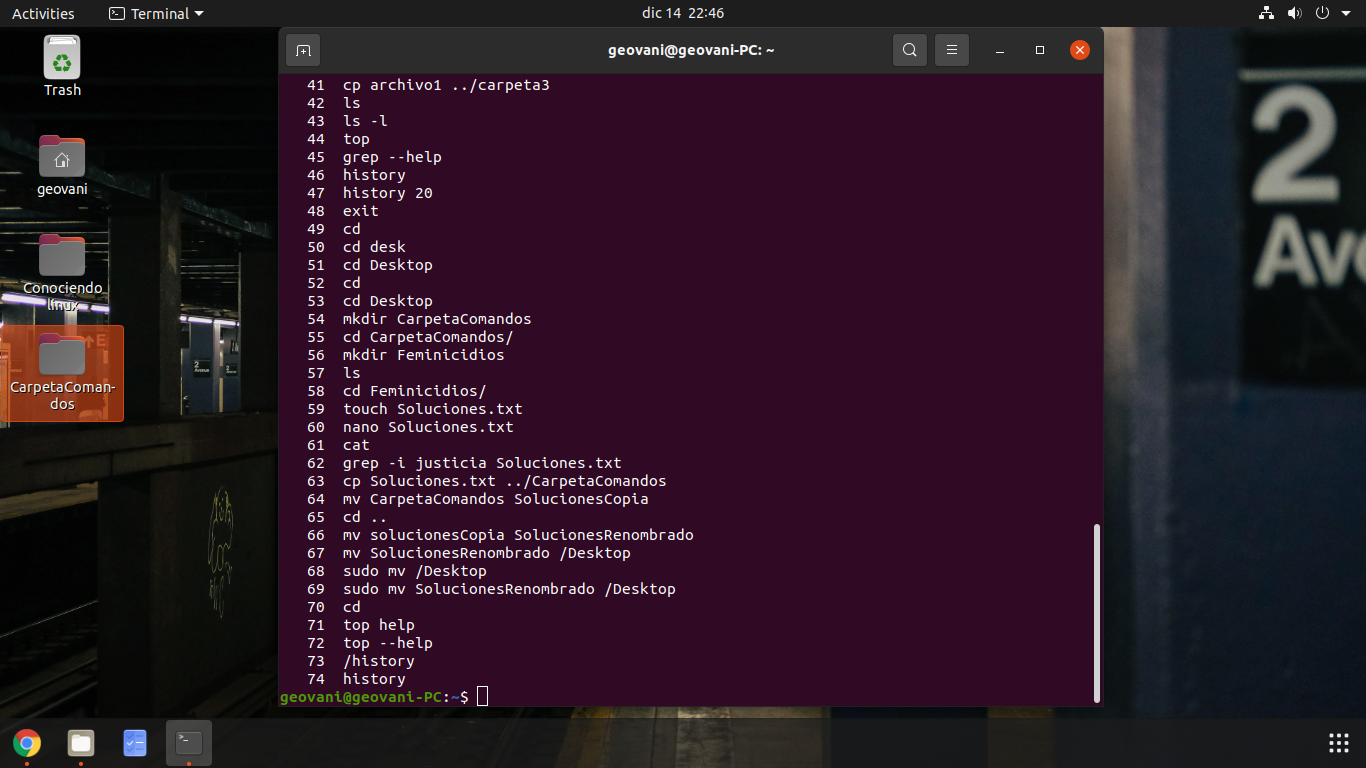 Activities
Terminal
dic 14 22:46
geovani@geovani-PC: ~
Trash
geovani
Conociendo
linux
CarpetaComan-
dos
41 cp archivo1 ../carpeta3
42 ls
43 ls -l
44 top
45 grep --help
46 history
47 history 20
48 exit
49 cd
50 cd desk
51 cd Desktop
52 cd
53 cd Desktop
54 mkdir CarpetaComandos
55 cd CarpetaComandos/
56 mkdir Feminicidios
57 ls
58 cd Feminicidios/
59 touch Soluciones.txt
60 nano Soluciones.txt
61 cat
62 grep -i justicia Soluciones.txt
63 cp Soluciones.txt ../CarpetaComandos
64 mv CarpetaComandos SolucionesCopia
65 cd ..
66 mv solucionesCopia SolucionesRenombrado
67 mv SolucionesRenombrado /Desktop
68 sudo mv /Desktop
69 sudo mv SolucionesRenombrado /Desktop
70 cd
71 top help
72 top --help
73 /history
74 history
geovani@geovani-PC:~$
2
Ave
E
2
Avenue
2